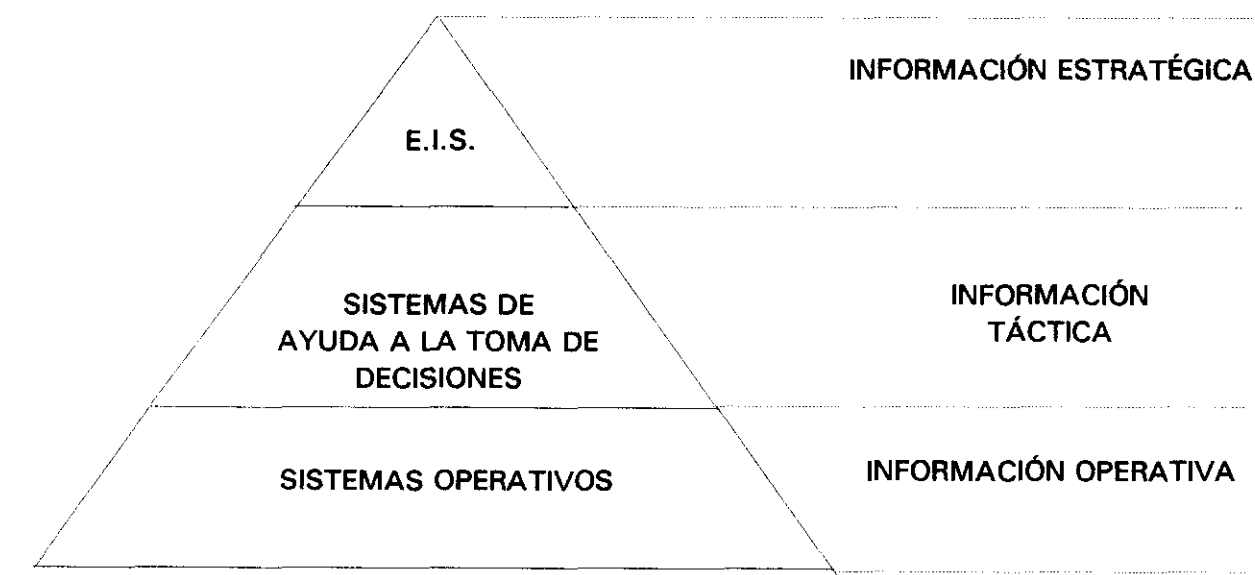 INFORMACIÓN ESTRATÉGICA
E.I.S.
SISTEMAS DE
AYUDA A LA TOMA DE
DECISIONES
INFORMACIÓN
TÁCTICA
SISTEMAS OPERATIVOS
INFORMACIÓN OPERATIVA